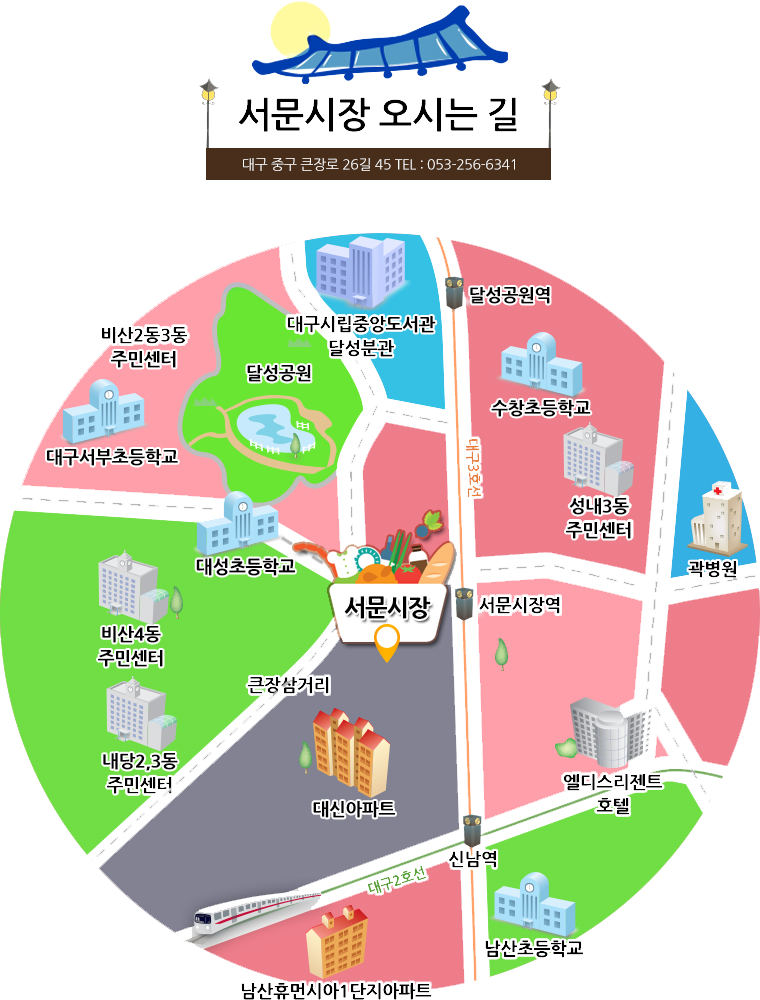 서문시장 오시는 길
대구 중구 큰장로 26길 45 TEL : 053-256-6341
달성공원역
대구시립중앙도서관
달성분관
비산2동3동
주민센터
달성공원
수창초등학교
대구서부초등학교
대구3호선
성내3동
주민센터
대성초등학교
곽병원
서문시장
서문시장역
비산4동
주민센터
큰장삼거리
내당2,3동
주민센터
엘디스리젠트
호텔
대신아파트
신남역
대구2호선
남산초등학교
남산휴먼시아1단지아파트